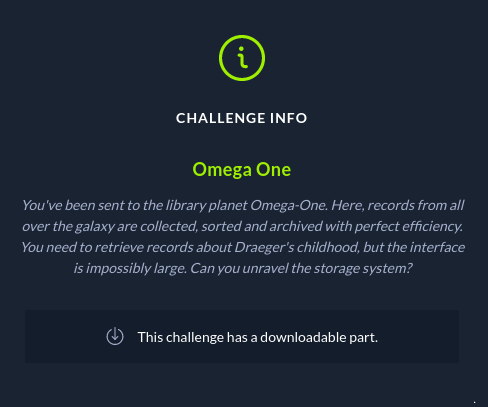 CHALLENGE INFO
Omega One
You've been sent to the library planet Omega-One. Here, records from all
over the galaxy are collected, sorted and archived with perfect efficiency.
You need to retrieve records about Draeger's childhood, but the interface
is impossibly large. Can you unravel the storage system?
This challenge has a downloadable part.